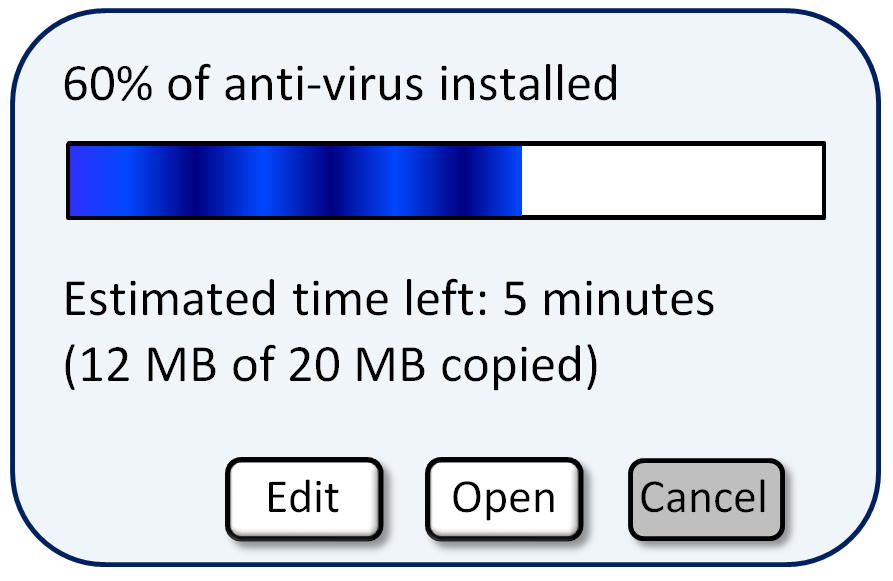 60% of anti-virus installed
Estimated time left: 5 minutes
(12 MB of 20 MB copied)
Edit Open Cancel